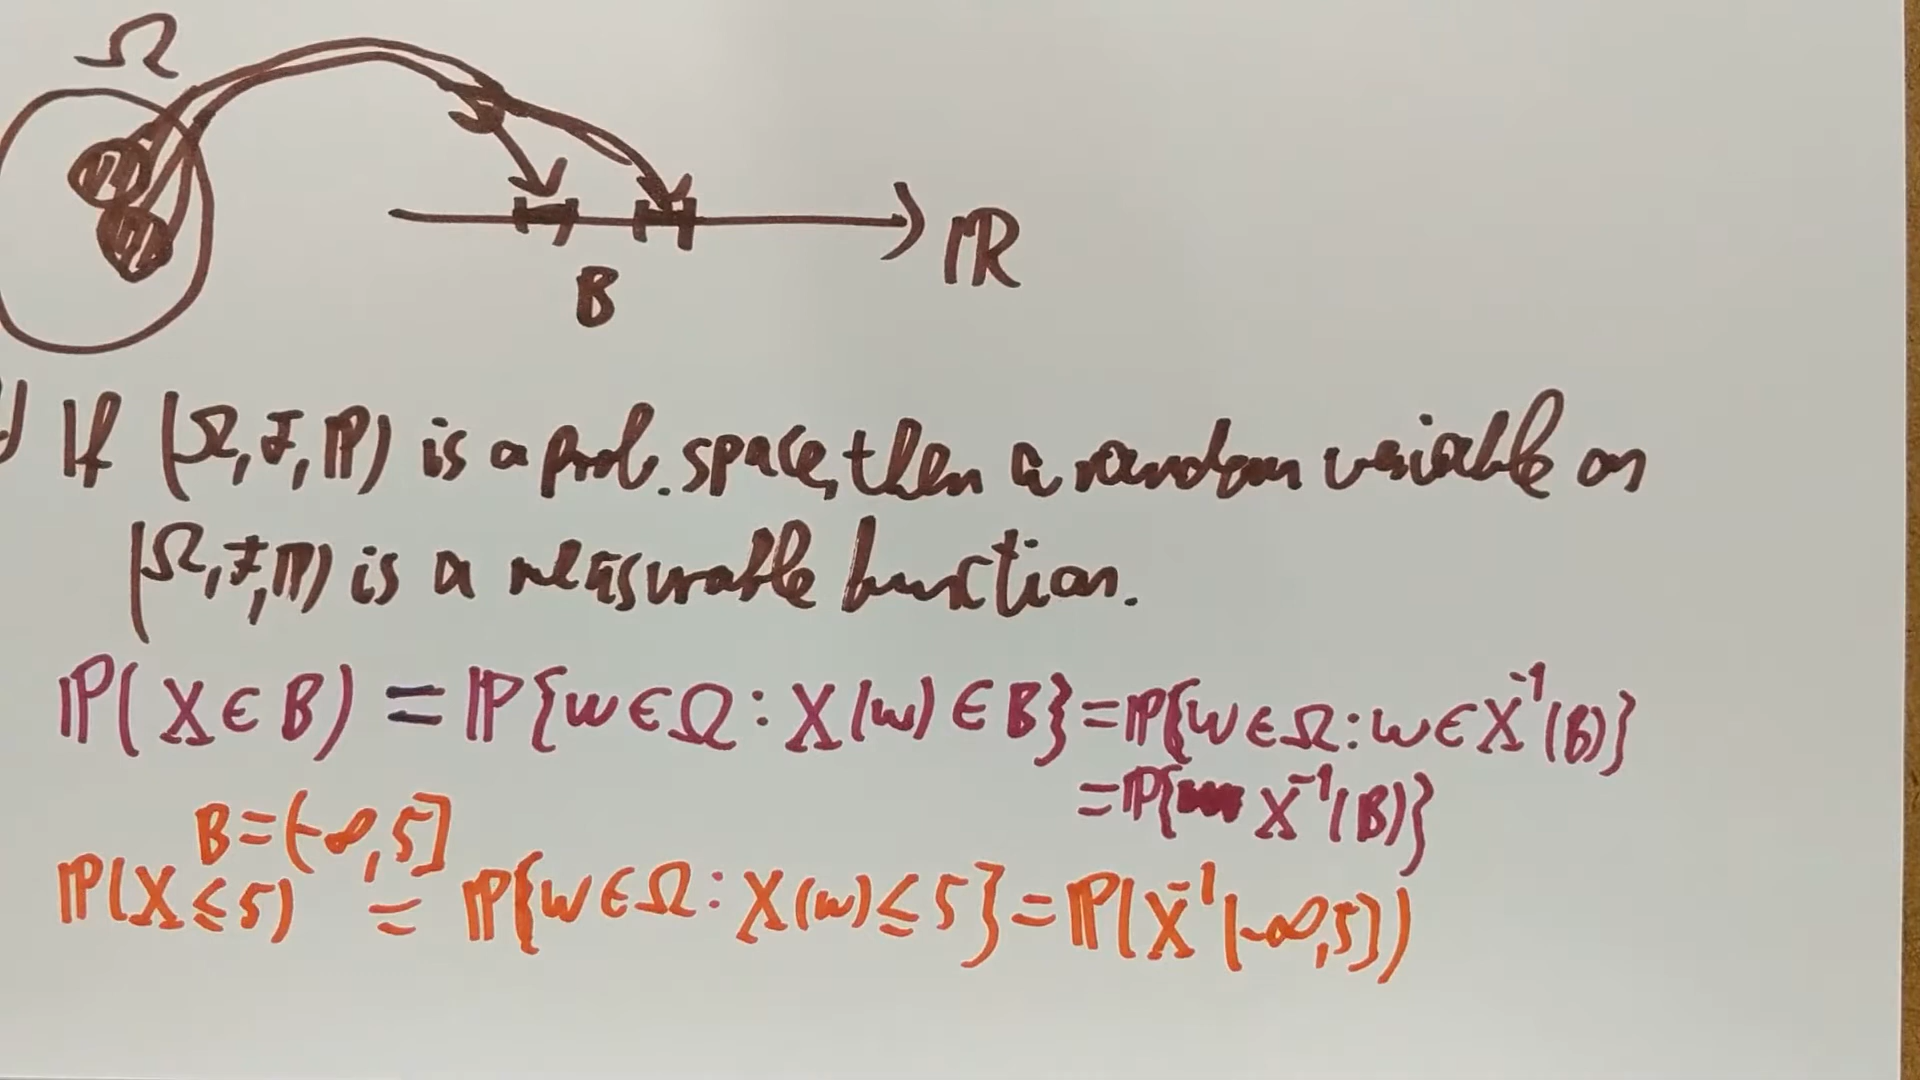 Ω
ℝ
B
) If (Ω, F, ℙ) is a prob. space, then a random variable on
(Ω, F, ℙ) is a measurable function.
ℙ(X ∈ B) = ℙ{ω ∈ Ω : X(ω) ∈ B} = ℙ{ω ∈ Ω : ω ∈ X⁻¹(B)}
= ℙ{X⁻¹(B)}
B = (-∞, 5]
ℙ(X ≤ 5) = ℙ{ω ∈ Ω : X(ω) ≤ 5} = ℙ(X⁻¹(-∞, 5])